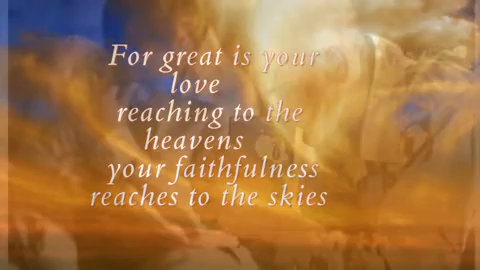 For great is your
love
reaching to the
heavens
your faithfulness
reaches to the skies